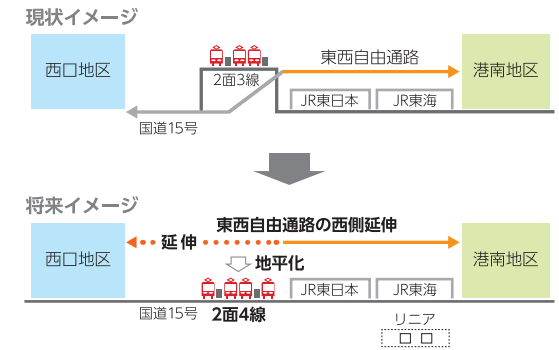 現状イメージ
東西自由通路
西口地区
2面3線
港南地区
JR東日本
JR東海
国道15号
将来イメージ
東西自由通路の西側延伸
西口地区
延伸
港南地区
地平化
JR東日本
JR東海
国道15号
2面4線
リニア